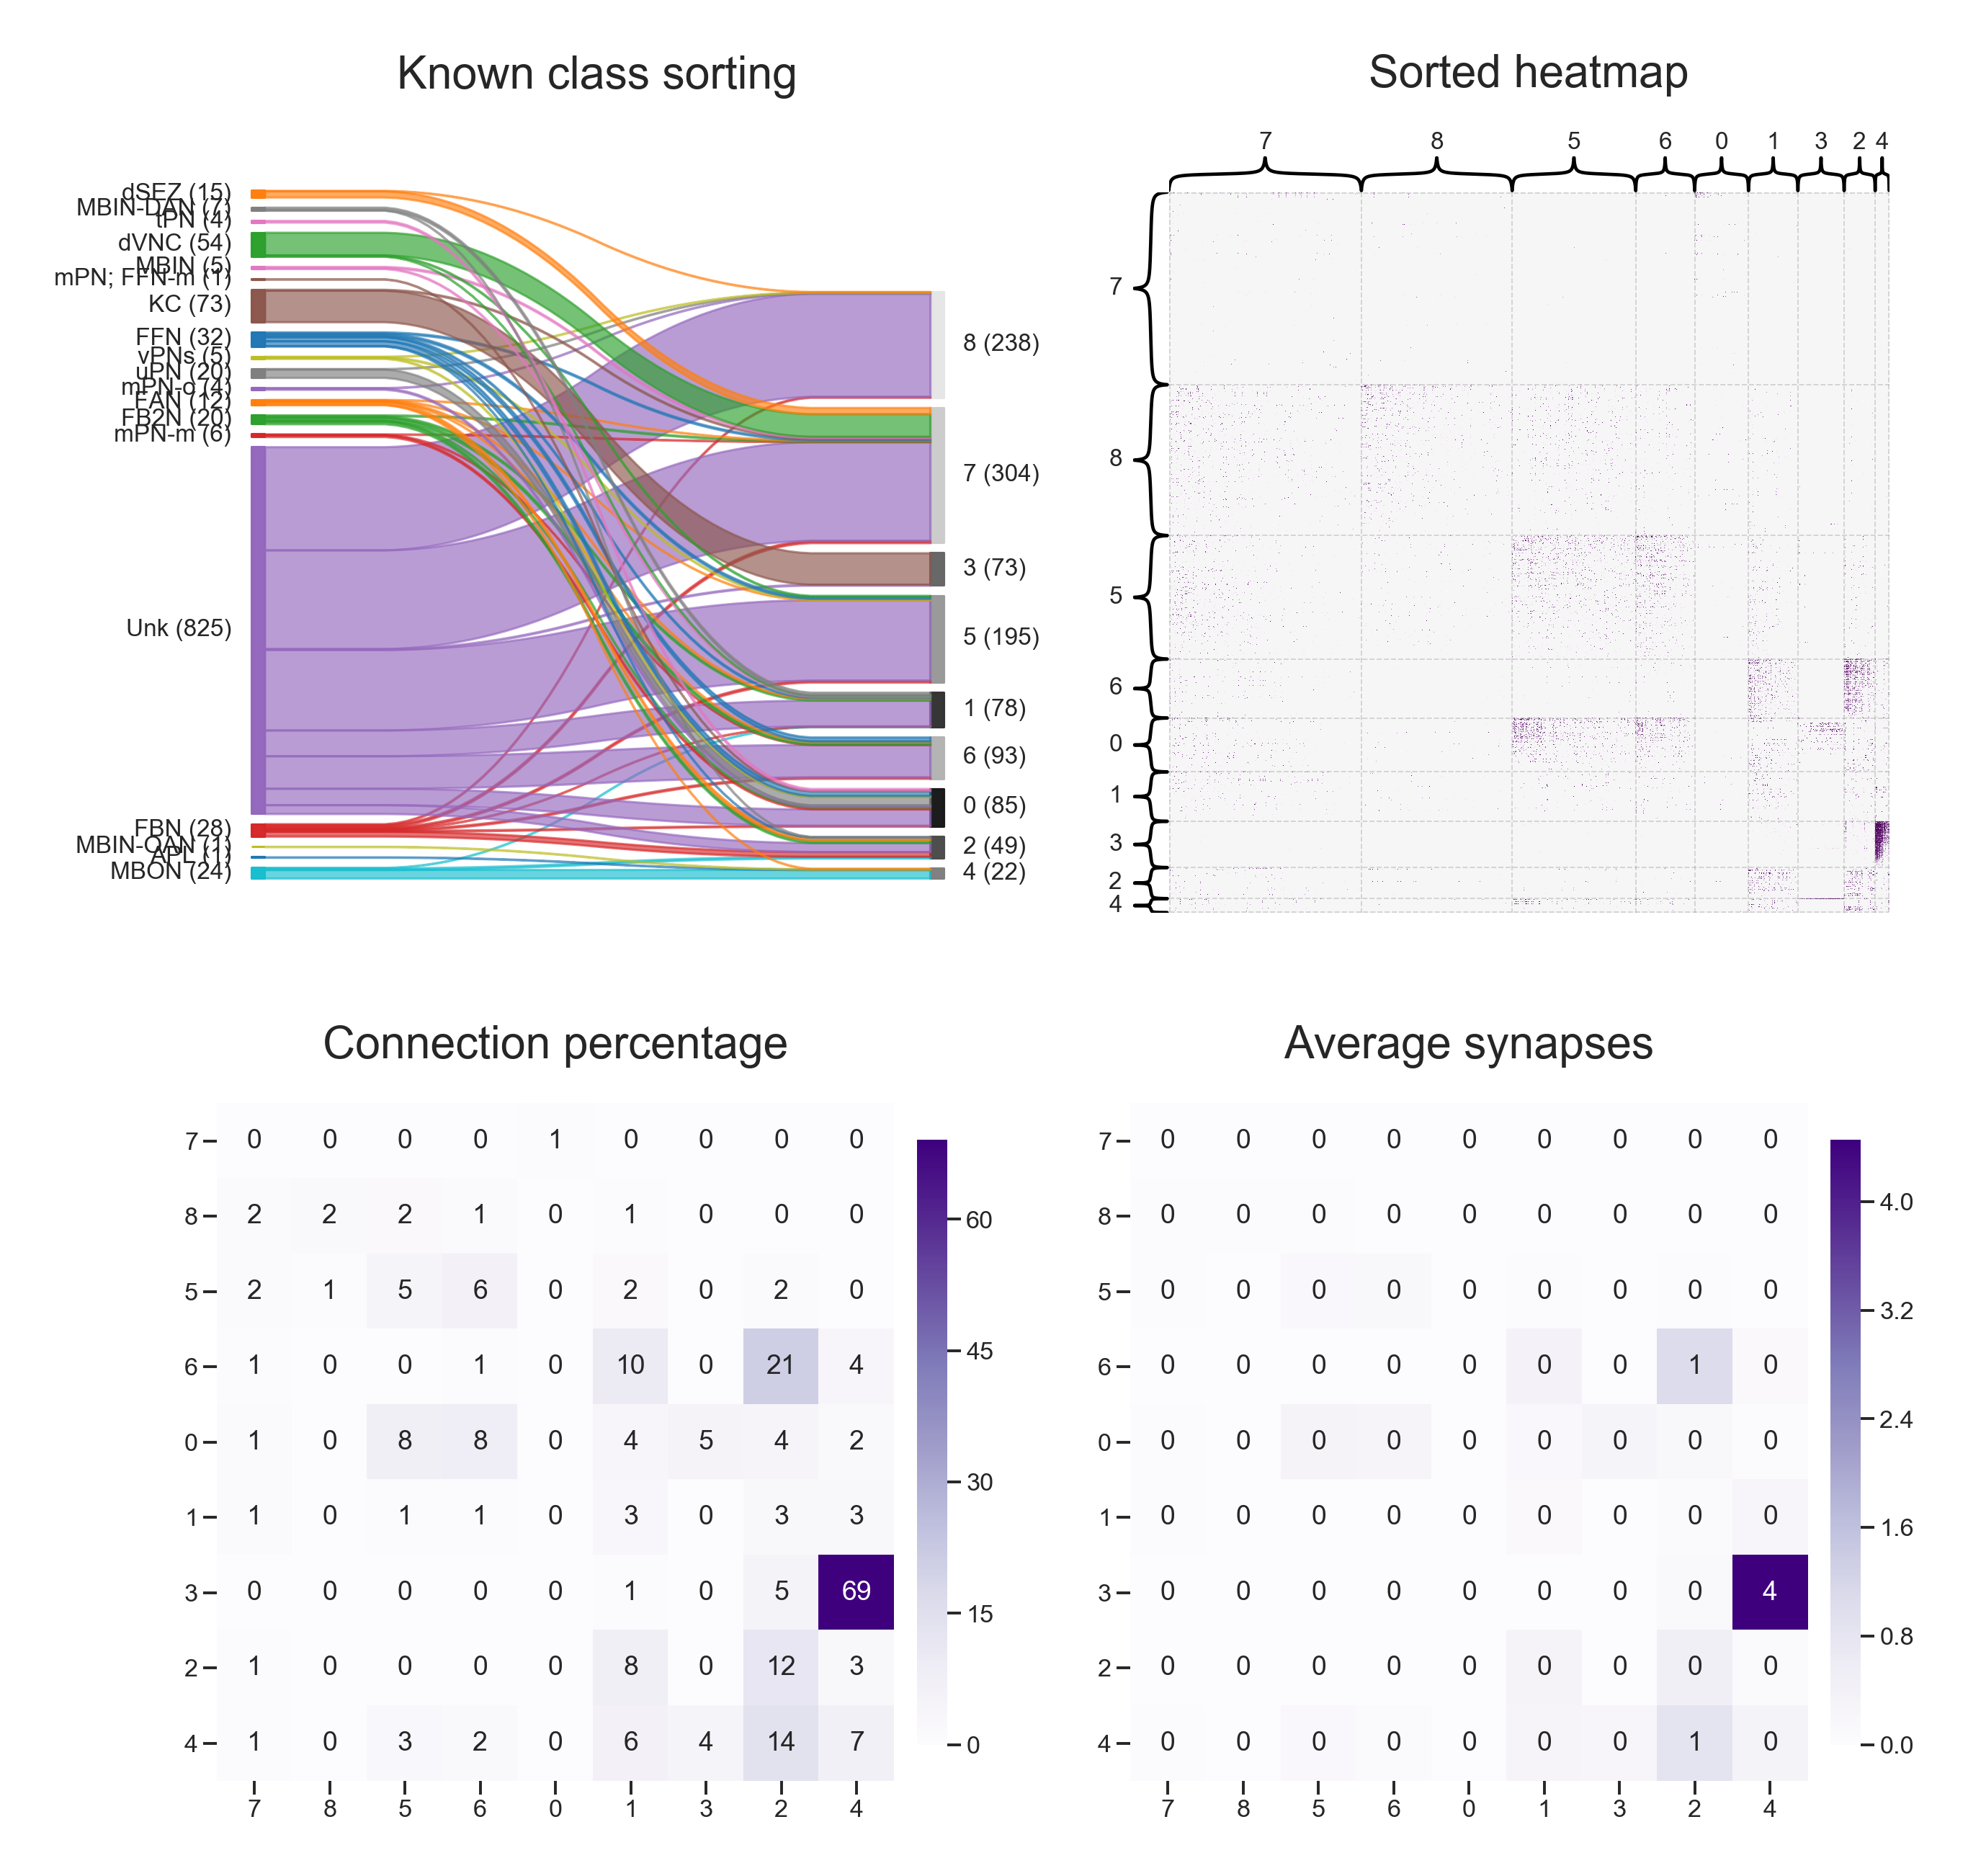 Known class sorting
dSEZ (15)
MBIN-DAN (7)
tPN (4)
dVNC (54)
MBIN (5)
mPN; FFN-m (1)
KC (73)
FFN (32)
vPNs (5)
uPN (20)
mPN-o (4)
FAN (12)
FB2N (20)
mPN-m (6)
Unk (825)
FBN (28)
MBIN-OAN (1)
APL (1)
MBON (24)
8 (238)
7 (304)
3 (73)
5 (195)
1 (78)
6 (93)
0 (85)
2 (49)
4 (22)
Sorted heatmap
7 8 5 6 0 1 3 2 4
7
8
5
6
0
1
3
2
4
Connection percentage
7 0 0 0 0 1 0 0 0 0
8 2 2 2 1 0 1 0 0 0
5 2 1 5 6 0 2 0 2 0
6 1 0 0 1 0 10 0 21 4
0 1 0 8 8 0 4 5 4 2
1 1 0 1 1 0 3 0 3 3
3 0 0 0 0 0 1 0 5 69
2 1 0 0 0 0 8 0 12 3
4 1 0 3 2 0 6 4 14 7
7 8 5 6 0 1 3 2 4
60
45
30
15
0
Average synapses
7 0 0 0 0 0 0 0 0 0
8 0 0 0 0 0 0 0 0 0
5 0 0 0 0 0 0 0 0 0
6 0 0 0 0 0 0 0 1 0
0 0 0 0 0 0 0 0 0 0
1 0 0 0 0 0 0 0 0 0
3 0 0 0 0 0 0 0 0 4
2 0 0 0 0 0 0 0 0 0
4 0 0 0 0 0 0 0 1 0
7 8 5 6 0 1 3 2 4
4.0
3.2
2.4
1.6
0.8
0.0